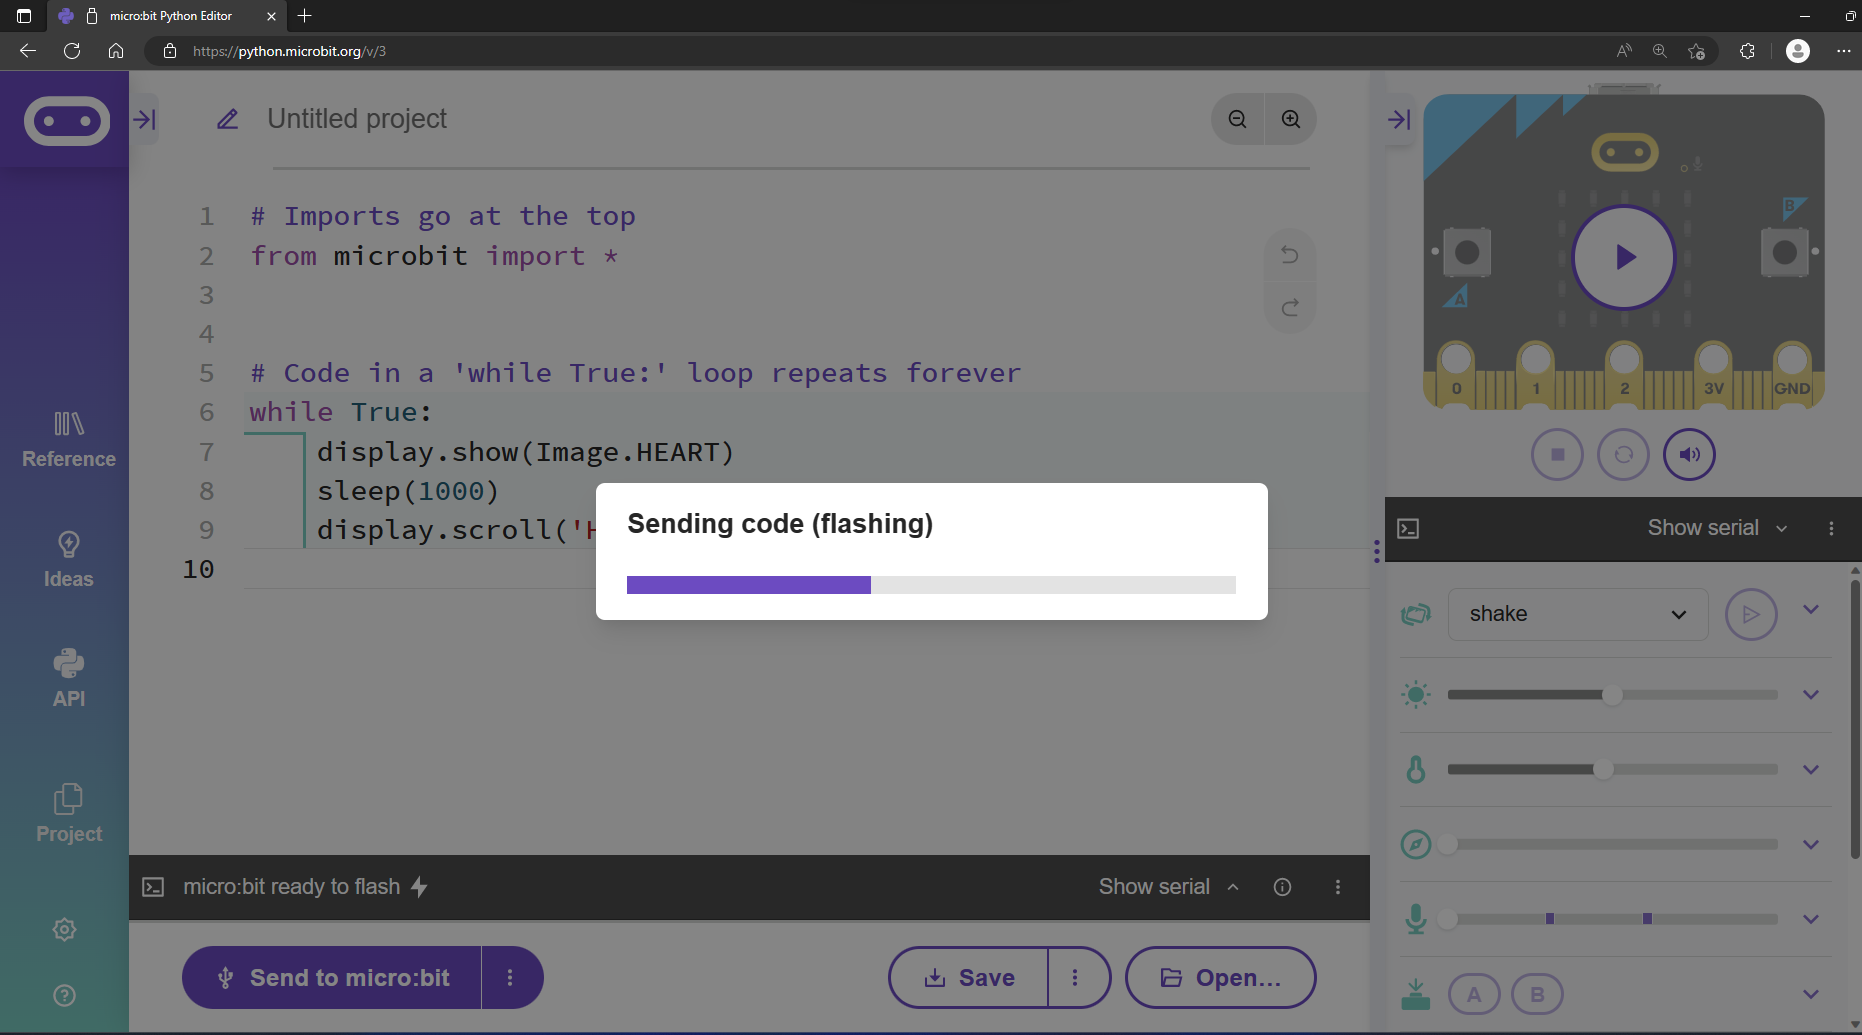 micro:bit Python Editor
https://python.microbit.org/v/3
Untitled project
1 # Imports go at the top
2 from microbit import *
3
4
5 # Code in a 'while True:' loop repeats forever
6 while True:
7 display.show(Image.HEART)
8 sleep(1000)
9 display.scroll('H
10
Reference
Ideas
API
Project
Sending code (flashing)
micro:bit ready to flash
Show serial
Send to micro:bit
Save
Open...
B
A
0 1 2 3V GND
Show serial
shake
A B